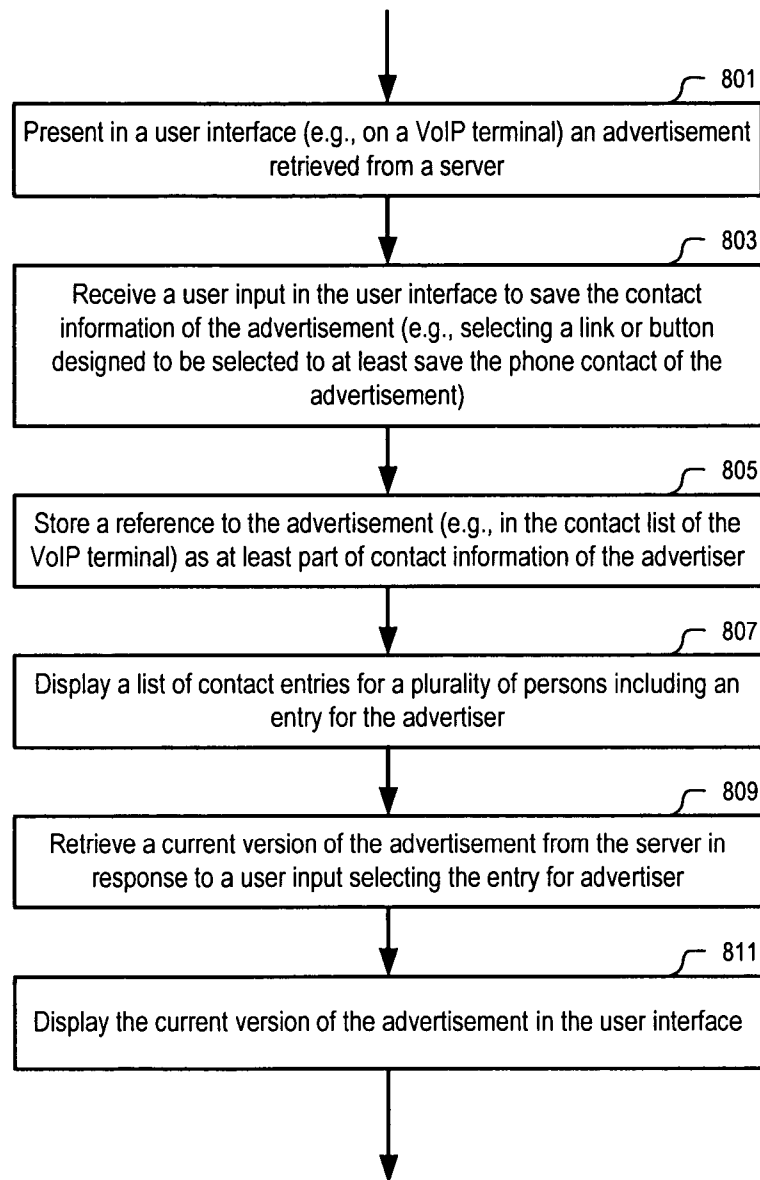 801
Present in a user interface (e.g., on a VoIP terminal) an advertisement
retrieved from a server
803
Receive a user input in the user interface to save the contact
information of the advertisement (e.g., selecting a link or button
designed to be selected to at least save the phone contact of the
advertisement)
805
Store a reference to the advertisement (e.g., in the contact list of the
VoIP terminal) as at least part of contact information of the advertiser
807
Display a list of contact entries for a plurality of persons including an
entry for the advertiser
809
Retrieve a current version of the advertisement from the server in
response to a user input selecting the entry for advertiser
811
Display the current version of the advertisement in the user interface